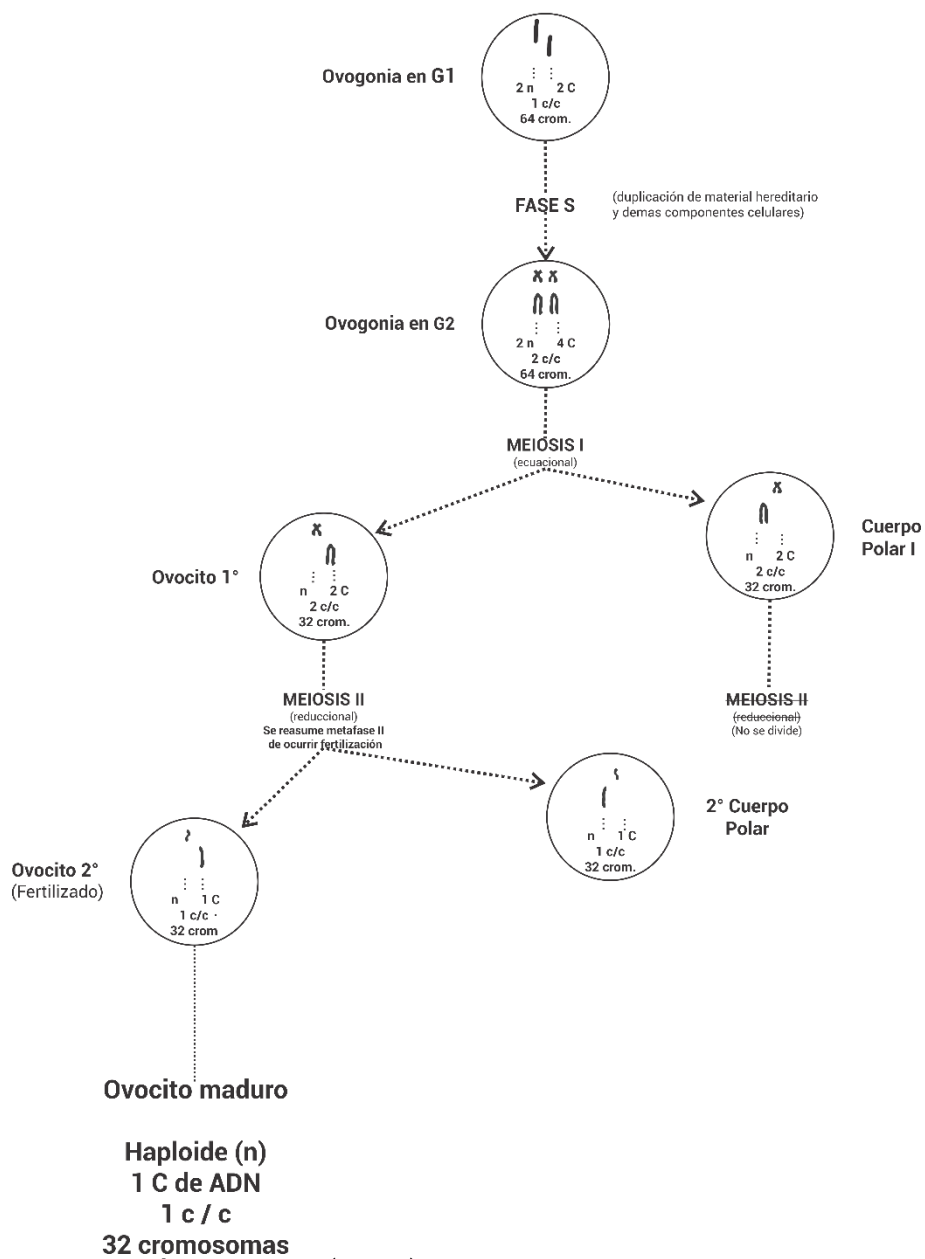 Ovogonia en G1
2 n 2 C
1 c/c
64 crom.
FASE S
(duplicación de material hereditario
y demas componentes celulares)
Ovogonia en G2
2 n 4 C
2 c/c
64 crom.
MEIOSIS I
(ecuacional)
Ovocito 1°
n 2 C
2 c/c
32 crom.
Cuerpo
Polar I
n 2 C
2 c/c
32 crom.
MEIOSIS II
(reduccional)
Se reasume metafase II
de ocurrir fertilización
MEIOSIS II
(reduccional)
(No se divide)
2° Cuerpo
Polar
n 1 C
1 c/c
32 crom.
Ovocito 2°
(Fertilizado)
n 1 C
1 c/c
32 crom
Ovocito maduro
Haploide (n)
1 C de ADN
1 c / c
32 cromosomas